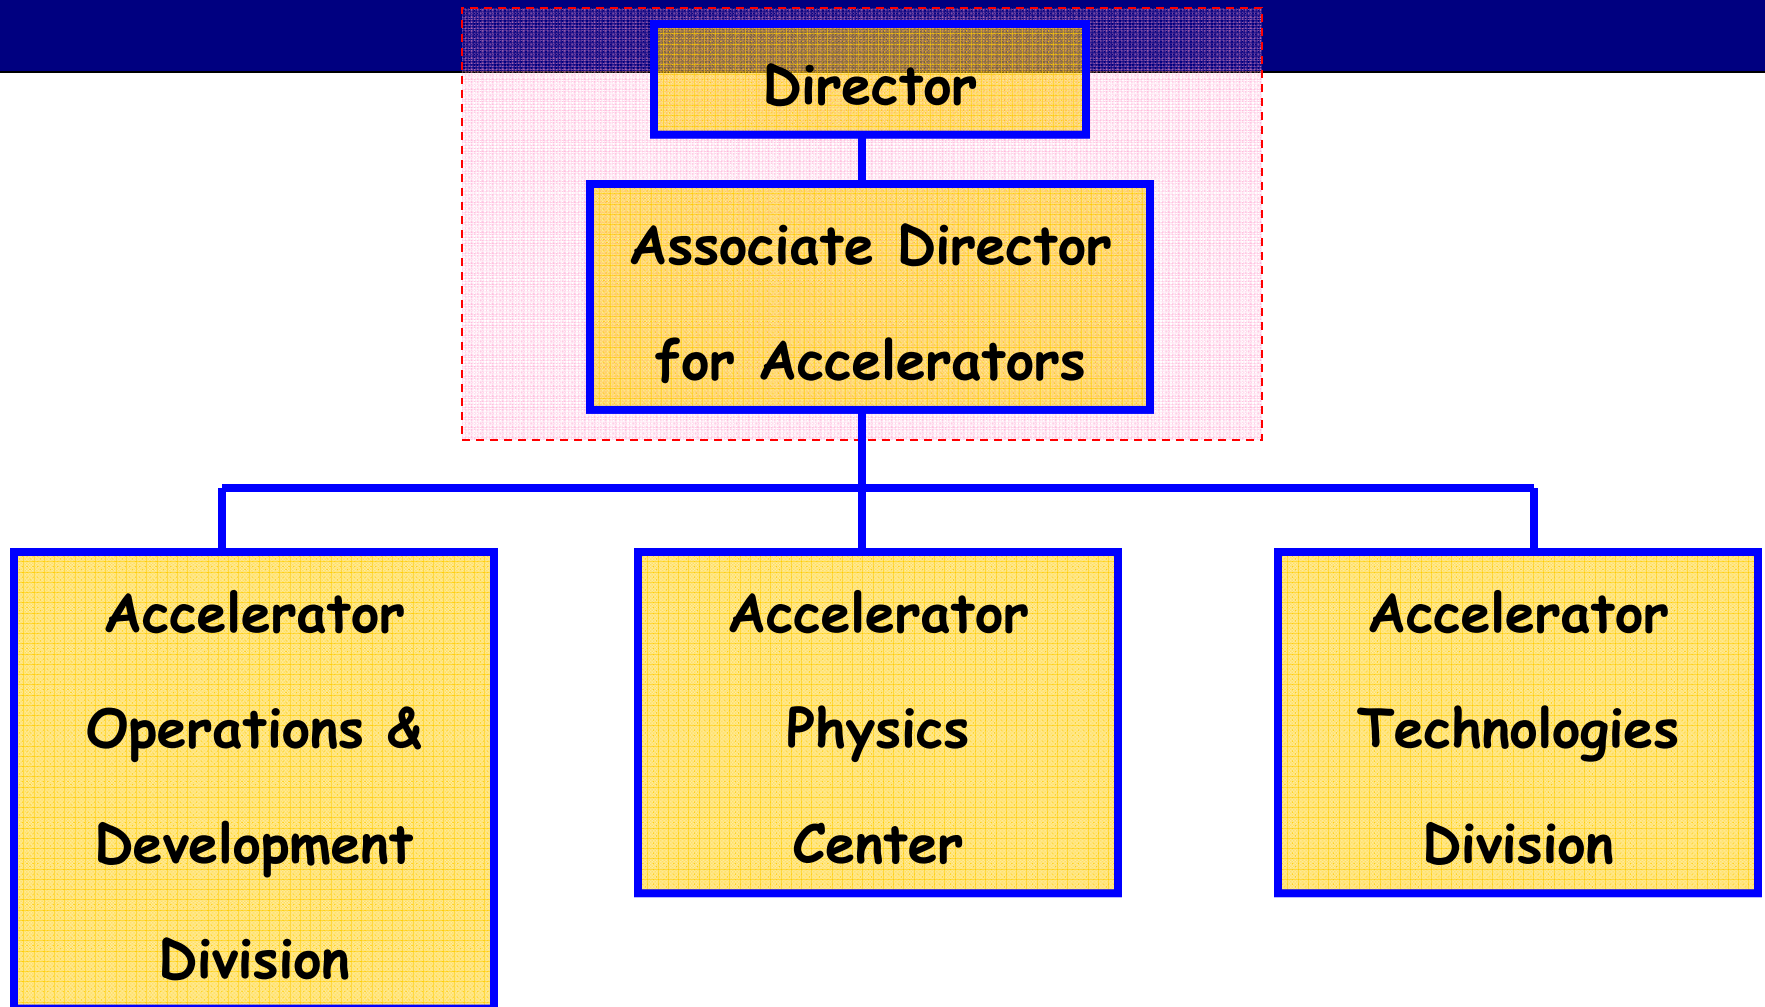 Director
Associate Director
for Accelerators
Accelerator
Operations &
Development
Division
Accelerator
Physics
Center
Accelerator
Technologies
Division